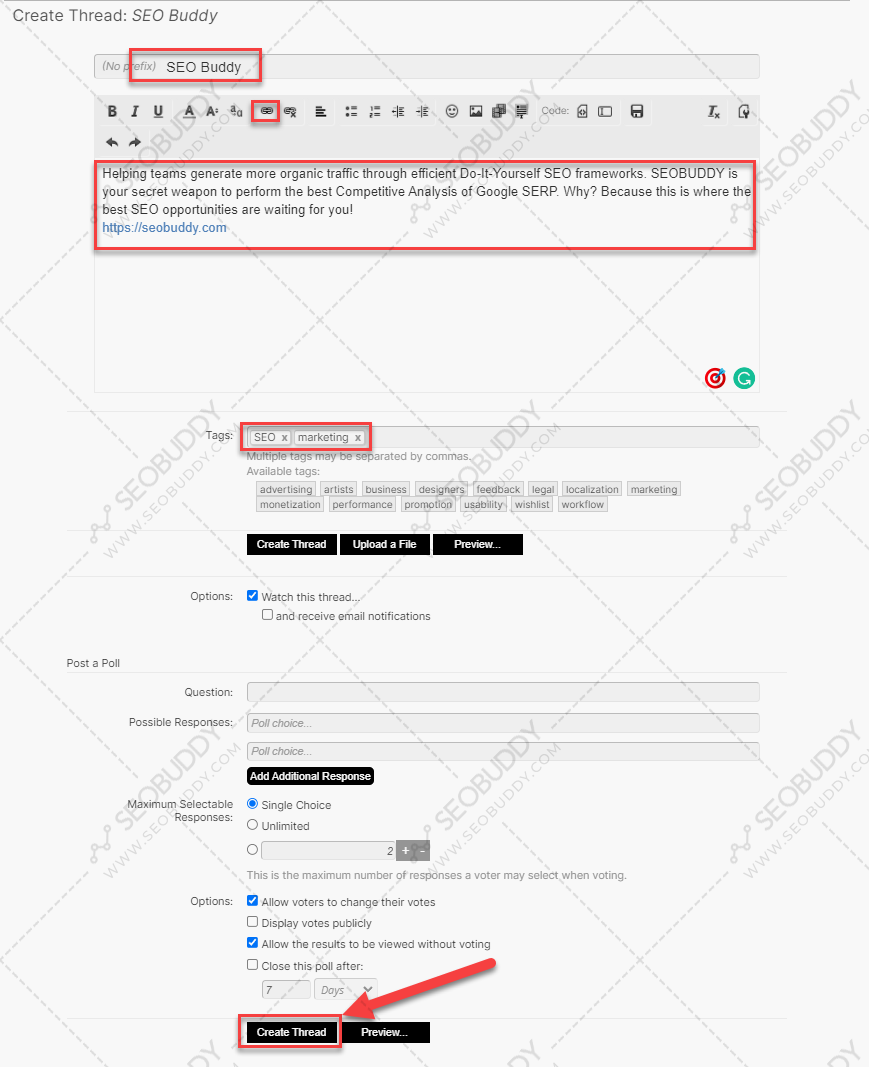 Create Thread: SEO Buddy
(No prefix) SEO Buddy
B I U A A a a Code:
Helping teams generate more organic traffic through efficient Do-It-Yourself SEO frameworks. SEOBUDDY is
your secret weapon to perform the best Competitive Analysis of Google SERP. Why? Because this is where the
best SEO opportunities are waiting for you!
https://seobuddy.com
Tags: SEO x marketing x
Multiple tags may be separated by commas.
Available tags:
advertising artists business designers feedback legal localization marketing
monetization performance promotion usability wishlist workflow
Create Thread Upload a File Preview...
Options: Watch this thread...
and receive email notifications
Post a Poll
Question:
Possible Responses: Poll choice...
Poll choice...
Add Additional Response
Maximum Selectable Single Choice
Responses:
Unlimited
2 + -
This is the maximum number of responses a voter may select when voting.
Options: Allow voters to change their votes
Display votes publicly
Allow the results to be viewed without voting
Close this poll after:
7 Days
Create Thread Preview...
SEOBUDDY
WWW.SEOBUDDY.COM